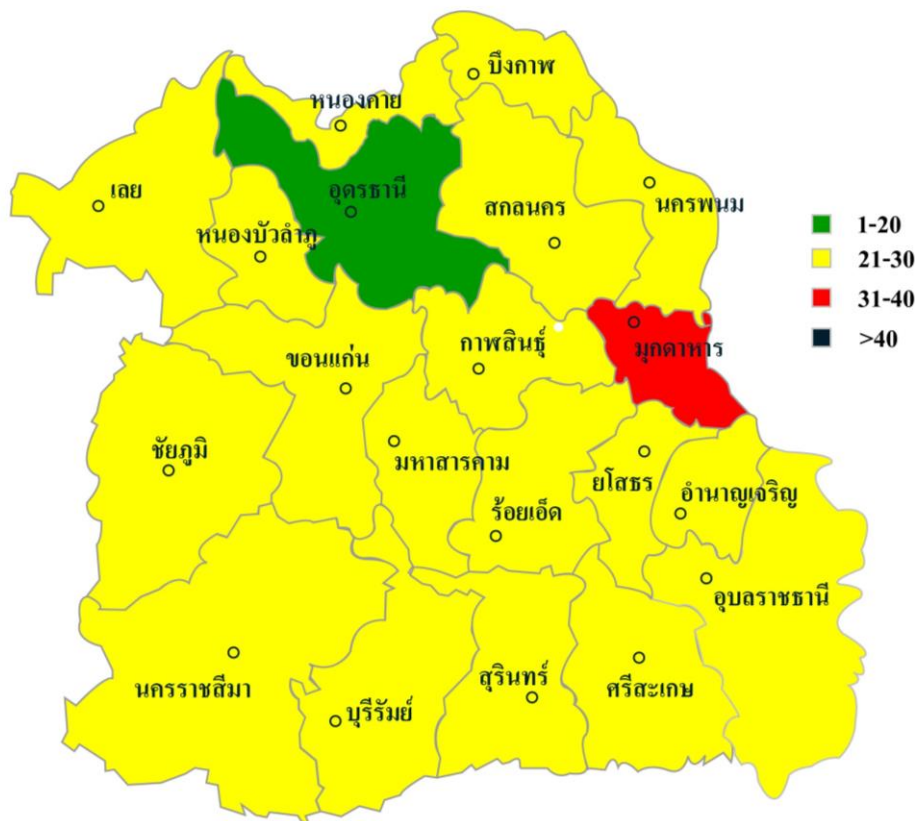 บึงกาฬ
หนองคาย
เลย
อุดรธานี
สกลนคร
นครพนม
หนองบัวลำภู
1-20
21-30
31-40
>40
ขอนแก่น
กาฬสินธุ์
มุกดาหาร
ชัยภูมิ
มหาสารคาม
ยโสธร
อำนาญเจริญ
ร้อยเอ็ด
อุบลราชธานี
นครราชสีมา
บุรีรัมย์
สุรินทร์
ศรีสะเกษ